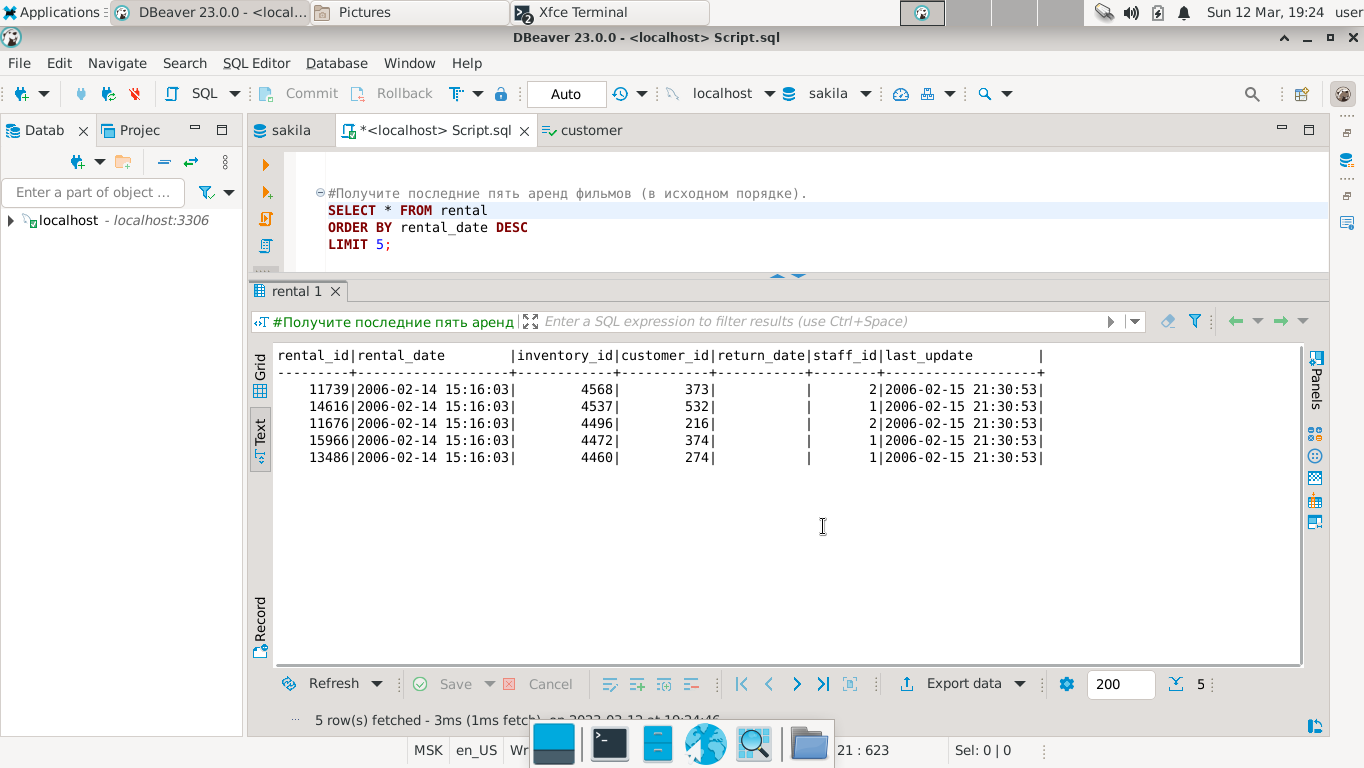 Applications
DBeaver 23.0.0 - <local...
Pictures
Xfce Terminal
Sun 12 Mar, 19:24
user
DBeaver 23.0.0 - <localhost> Script.sql
File Edit Navigate Search SQL Editor Database Window Help
SQL
Commit
Rollback
Auto
localhost
sakila
Datab
Projec
sakila
*<localhost> Script.sql
customer
Enter a part of object ...
localhost - localhost:3306
#Получите последние пять аренд фильмов (в исходном порядке).
SELECT * FROM rental
ORDER BY rental_date DESC
LIMIT 5;
rental 1
#Получите последние пять аренд
Enter a SQL expression to filter results (use Ctrl+Space)
Grid
Text
Record
rental_id|rental_date        |inventory_id|customer_id|return_date|staff_id|last_update        |
---------+-------------------+------------+-----------+-----------+--------+-------------------+
    11739|2006-02-14 15:16:03|        4568|        373|           |       2|2006-02-15 21:30:53|
    14616|2006-02-14 15:16:03|        4537|        532|           |       1|2006-02-15 21:30:53|
    11676|2006-02-14 15:16:03|        4496|        216|           |       2|2006-02-15 21:30:53|
    15966|2006-02-14 15:16:03|        4472|        374|           |       1|2006-02-15 21:30:53|
    13486|2006-02-14 15:16:03|        4460|        274|           |       1|2006-02-15 21:30:53|
Panels
Refresh
Save
Cancel
Export data
200
5
5 row(s) fetched - 3ms (1ms fetch), on 2023-03-12 at 19:24:46
MSK
en_US
Wr
21 : 623
Sel: 0 | 0